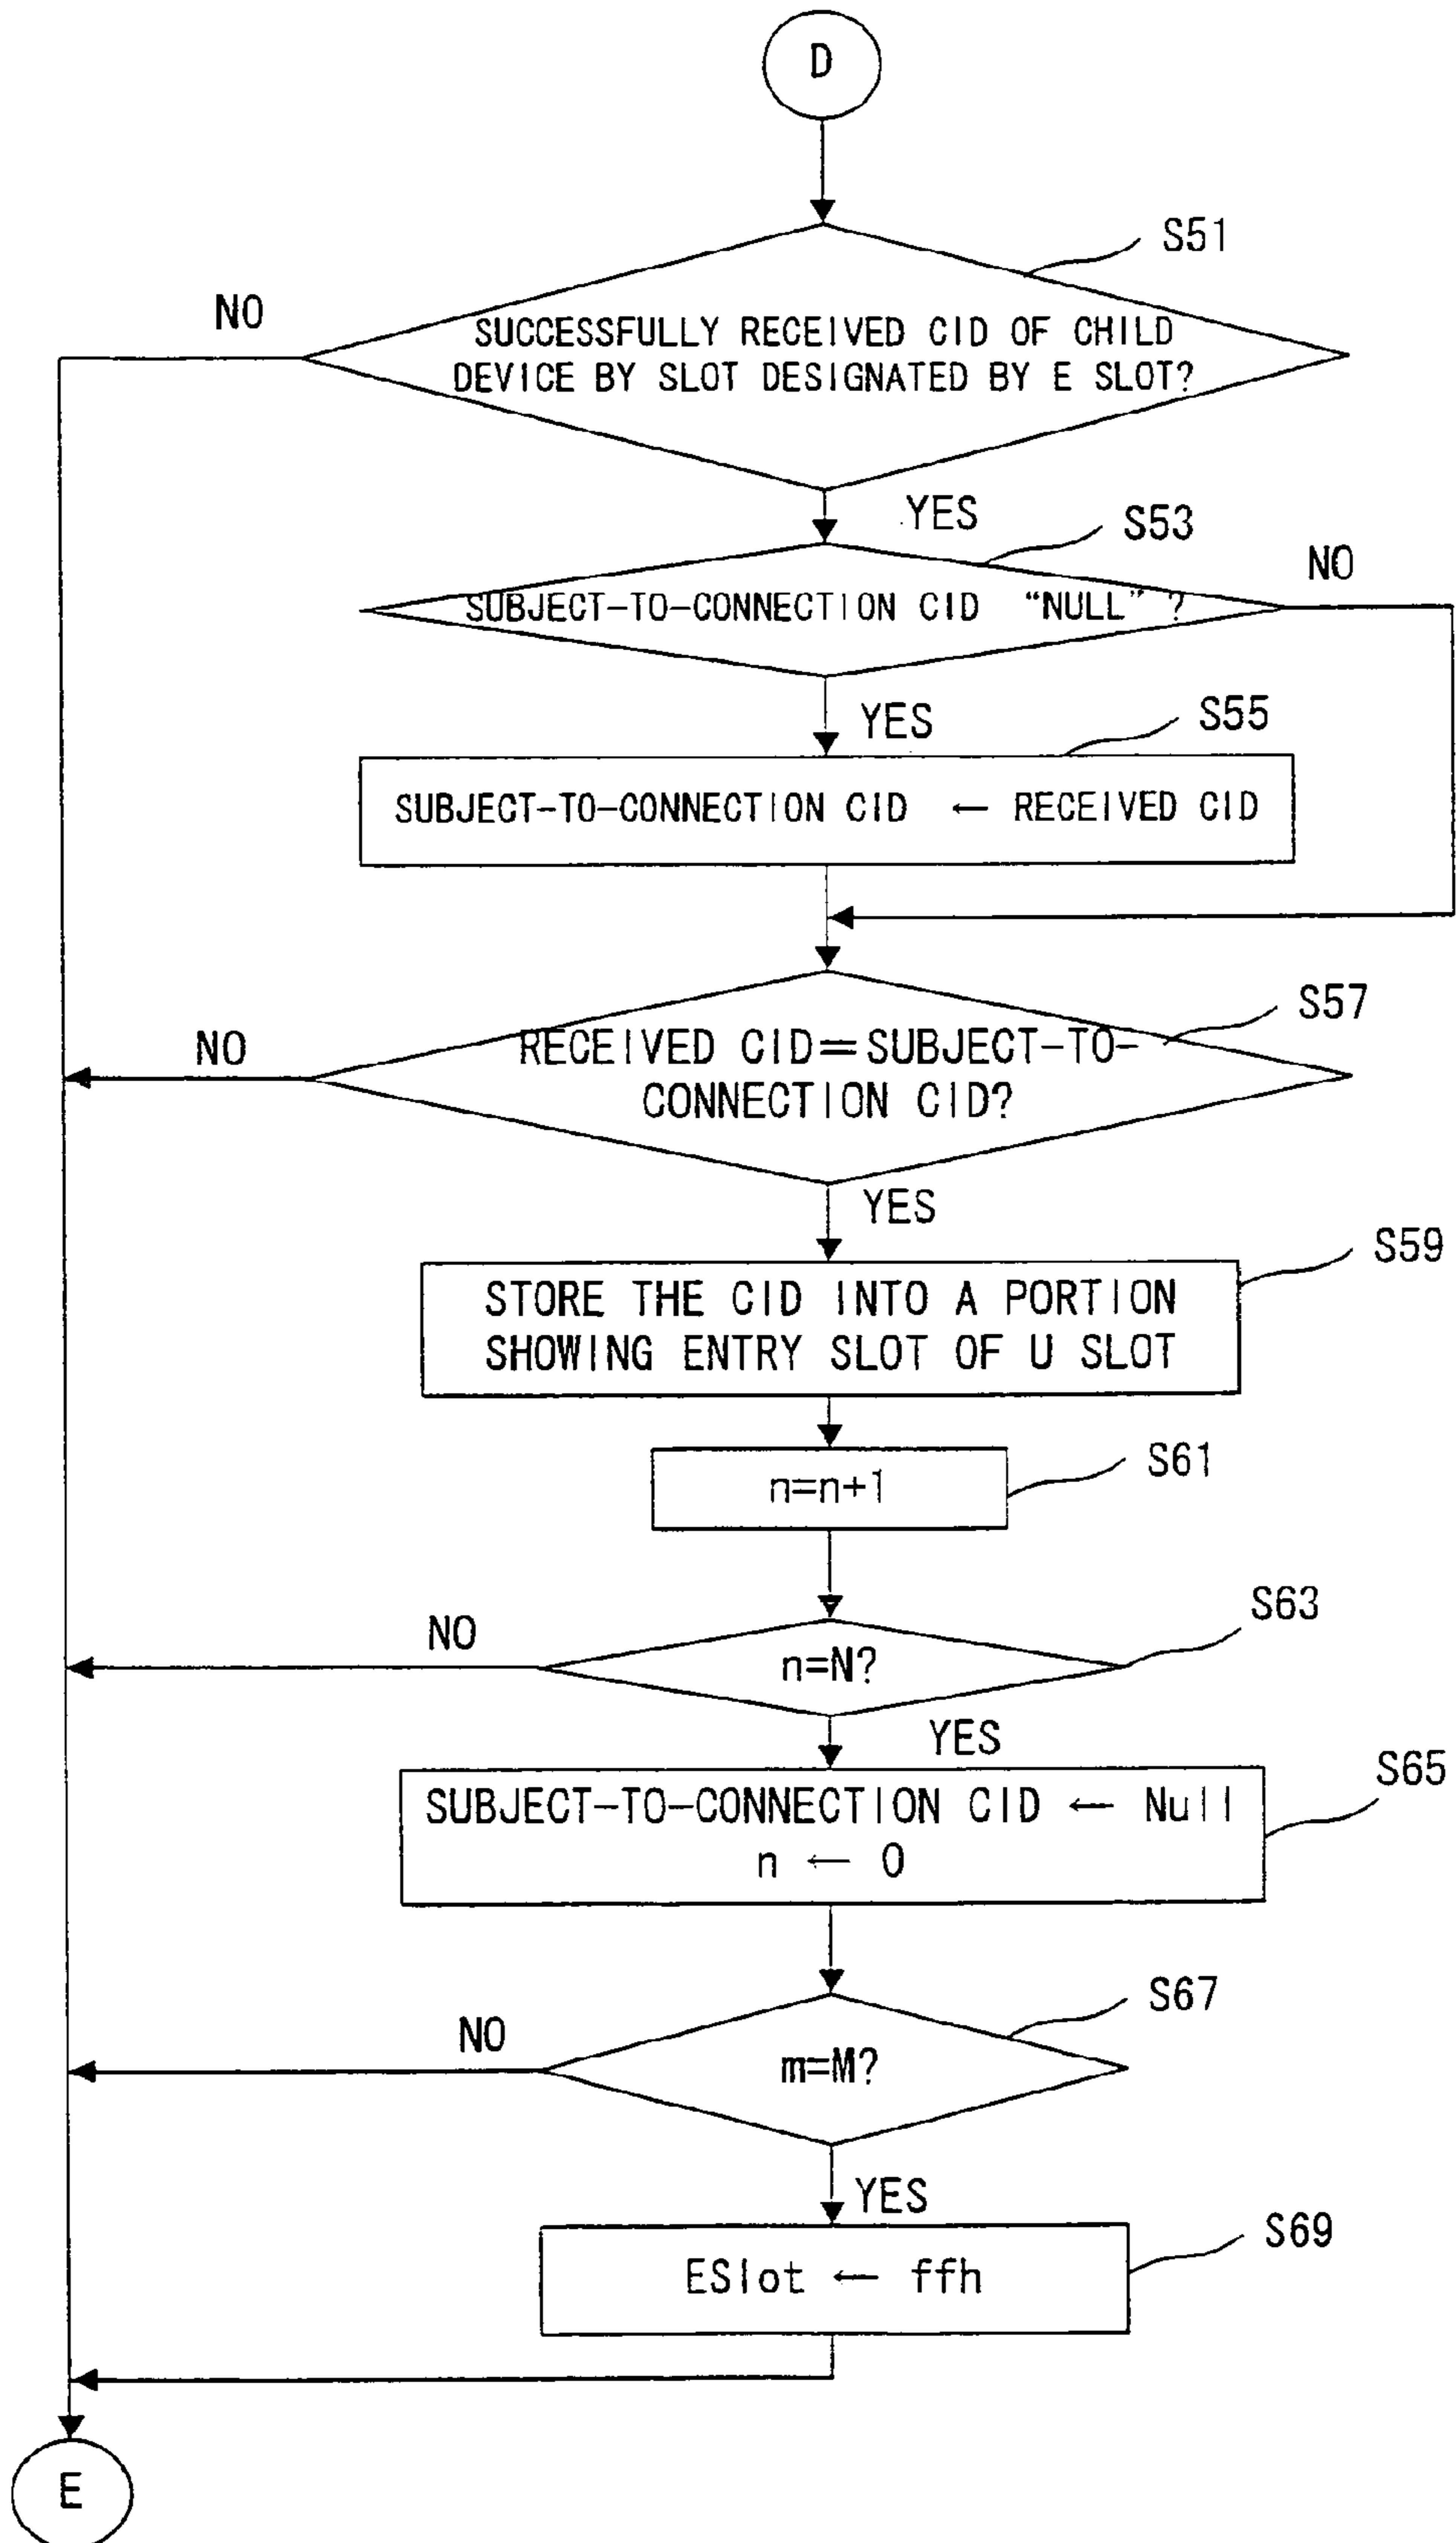 D
S51
NO
SUCCESSFULLY RECEIVED CID OF CHILD
DEVICE BY SLOT DESIGNATED BY E SLOT?
YES
S53
NO
SUBJECT-TO-CONNECTION CID "NULL" ?
YES
S55
SUBJECT-TO-CONNECTION CID ← RECEIVED CID
S57
NO
RECEIVED CID=SUBJECT-TO-
CONNECTION CID?
YES
S59
STORE THE CID INTO A PORTION
SHOWING ENTRY SLOT OF U SLOT
S61
n=n+1
S63
NO
n=N?
YES
S65
SUBJECT-TO-CONNECTION CID ← Null
n ← 0
S67
NO
m=M?
YES
S69
ESlot ← ffh
E